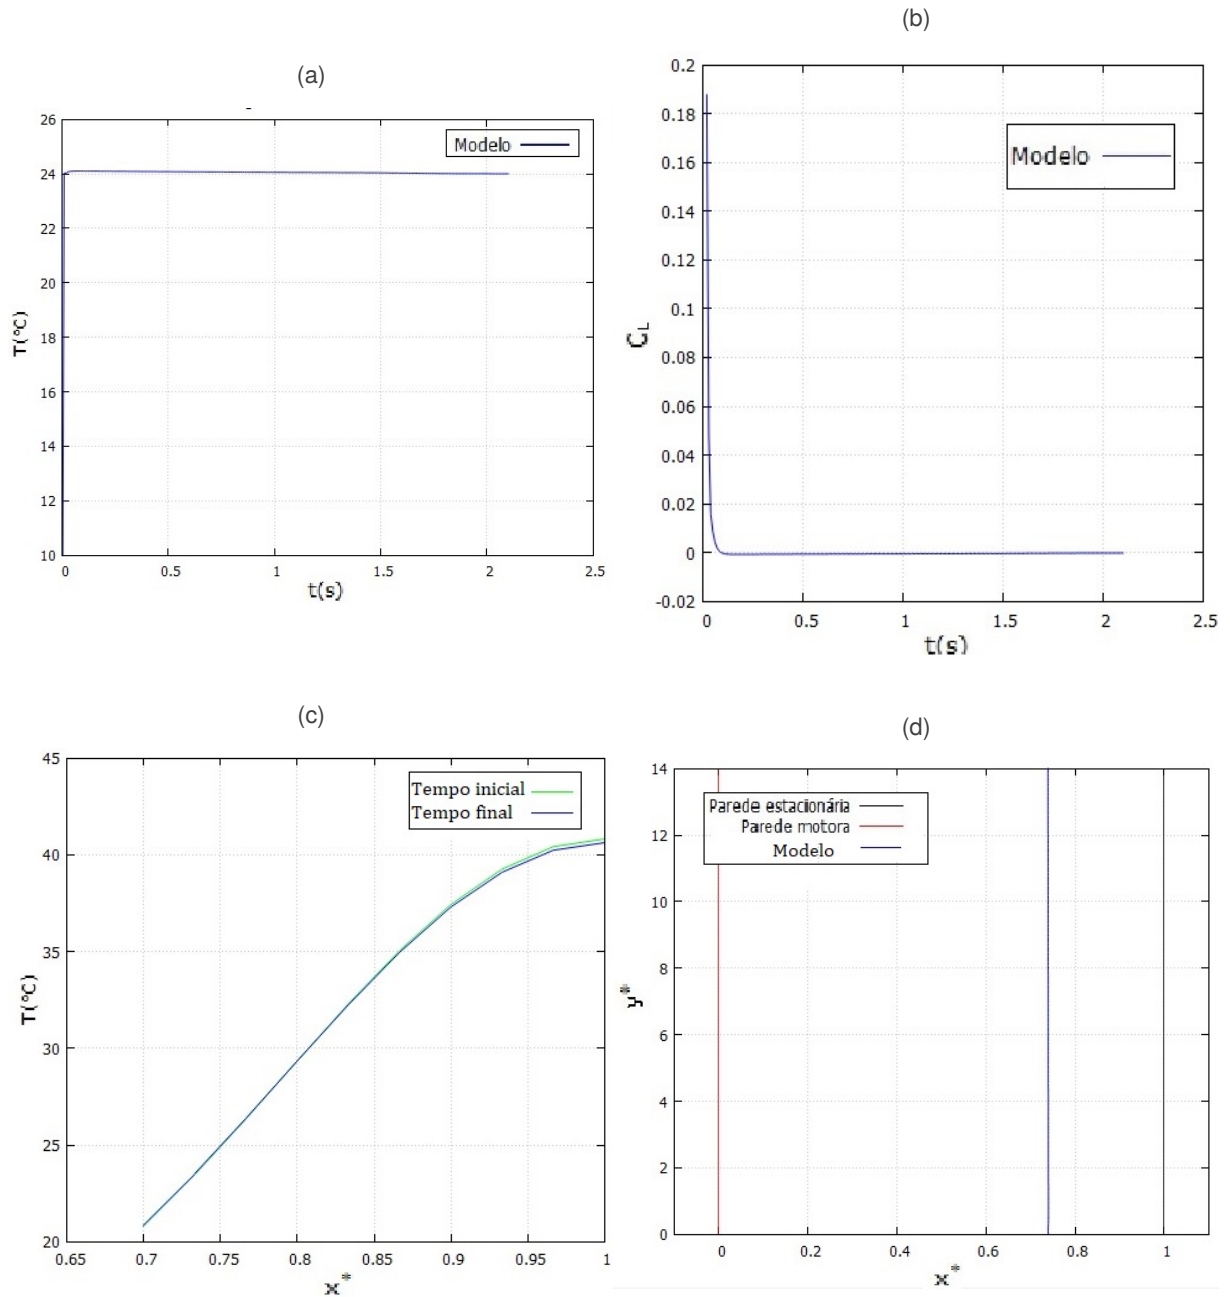 (a)
26
24
22
20
18
16
14
12
10
0 0.5 1 1.5 2 2.5
T(°C)
t(s)
Modelo
(b)
0.2
0.18
0.16
0.14
0.12
0.1
0.08
0.06
0.04
0.02
0
-0.02
0 0.5 1 1.5 2 2.5
C_L
t(s)
Modelo
(c)
45
40
35
30
25
20
0.65 0.7 0.75 0.8 0.85 0.9 0.95 1
T(°C)
x*
Tempo inicial
Tempo final
(d)
14
12
10
8
6
4
2
0
0 0.2 0.4 0.6 0.8 1
y*
x*
Parede estacionária
Parede motora
Modelo